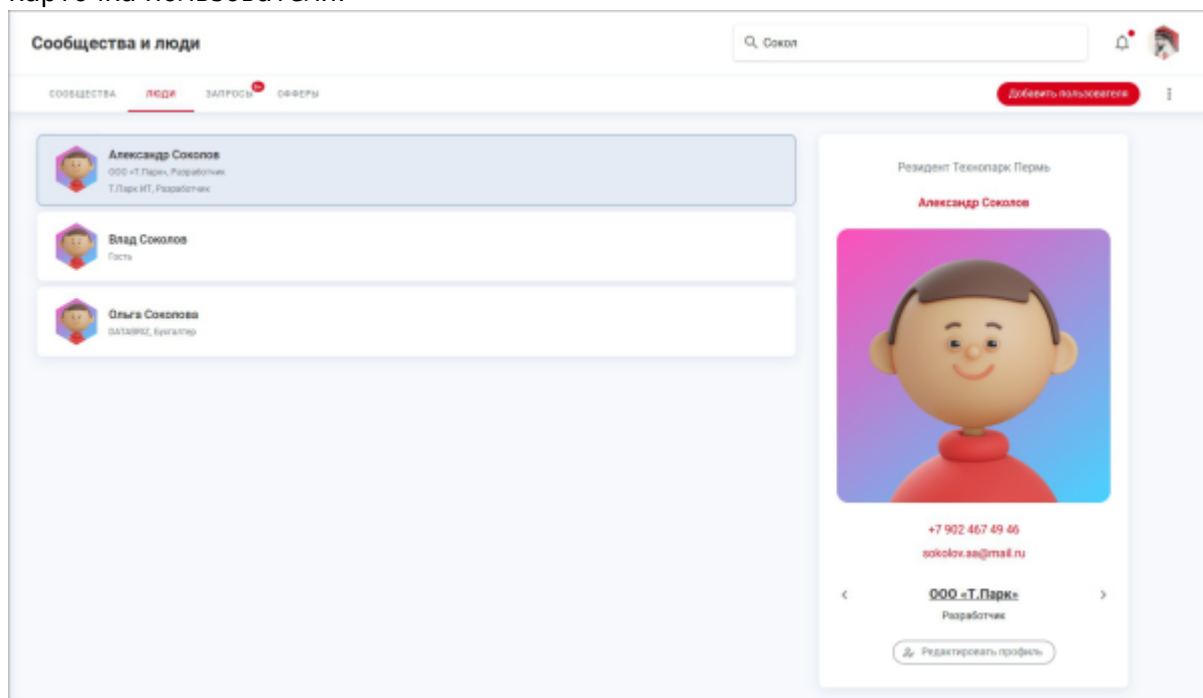 карточка пользователя.
Сообщества и люди
Сокол
СООБЩЕСТВА ЛЮДИ ЗАПРОСЫ ОФФЕРЫ
Добавить пользователя
Александр Соколов
ООО «Т.Парк», Разработчик
Т.Парк ИТ, Разработчик
Влад Соколов
Гость
Ольга Соколова
Бухгалтер
Резидент Технопарк Пермь
Александр Соколов
+7 902 467 49 46
sokolov.aa@mail.ru
ООО «Т.Парк»
Разработчик
Редактировать профиль